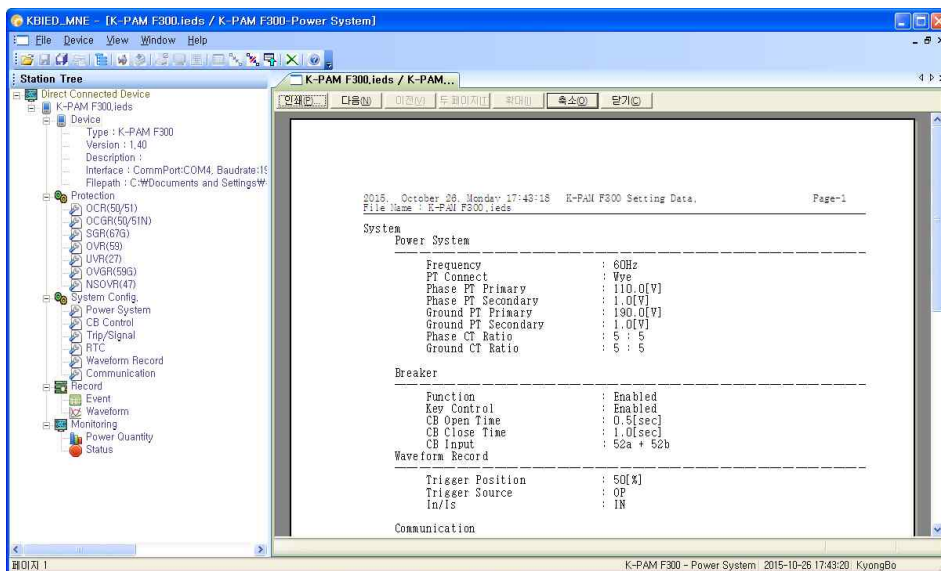 KBIED_MNE - [K-PAM F300.ieds / K-PAM F300-Power System]
File Device View Window Help
Station Tree
Direct Connected Device
K-PAM F300.ieds
Device
Type : K-PAM F300
Version : 1.40
Description :
Interface : CommPort:COM4, Baudrate:19
Filepath : C:₩Documents and Settings₩
Protection
OCR(50/51)
OCGR(50/51N)
SGR(67G)
OVR(59)
UVR(27)
OVGR(59G)
NSOVR(47)
System Config.
Power System
CB Control
Trip/Signal
RTC
Waveform Record
Communication
Record
Event
Waveform
Monitoring
Power Quantity
Status
K-PAM F300.ieds / K-PAM...
인쇄(P)... 다음(N) 이전(V) 두 페이지(T) 확대(I) 축소(O) 닫기(C)
2015. October 26. Monday 17:43:18 K-PAM F300 Setting Data. Page-1
File Name : K-PAM F300.ieds
System
Power System
Frequency : 60Hz
PT Connect : Wye
Phase PT Primary : 110.0[V]
Phase PT Secondary : 1.0[V]
Ground PT Primary : 190.0[V]
Ground PT Secondary : 1.0[V]
Phase CT Ratio : 5 : 5
Ground CT Ratio : 5 : 5
Breaker
Function : Enabled
Key Control : Enabled
CB Open Time : 0.5[sec]
CB Close Time : 1.0[sec]
CB Input : 52a + 52b
Waveform Record
Trigger Position : 50[%]
Trigger Source : OP
In/Is : IN
Communication
페이지 1
K-PAM F300 - Power System 2015-10-26 17:43:20 KyongBo